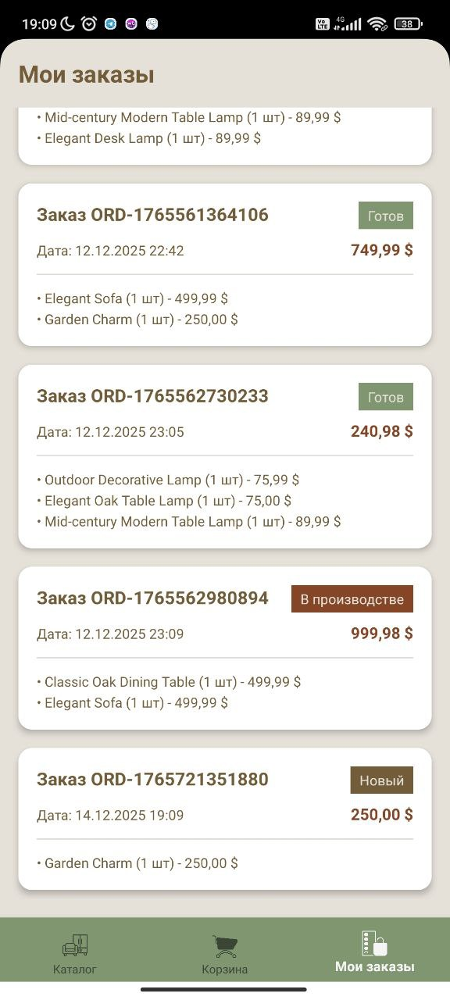 19:09
Vo
LTE
4G
38
Мои заказы
• Mid-century Modern Table Lamp (1 шт) - 89,99 $
• Elegant Desk Lamp (1 шт) - 89,99 $
Заказ ORD-1765561364106
Готов
Дата: 12.12.2025 22:42
749,99 $
• Elegant Sofa (1 шт) - 499,99 $
• Garden Charm (1 шт) - 250,00 $
Заказ ORD-1765562730233
Готов
Дата: 12.12.2025 23:05
240,98 $
• Outdoor Decorative Lamp (1 шт) - 75,99 $
• Elegant Oak Table Lamp (1 шт) - 75,00 $
• Mid-century Modern Table Lamp (1 шт) - 89,99 $
Заказ ORD-1765562980894
В производстве
Дата: 12.12.2025 23:09
999,98 $
• Classic Oak Dining Table (1 шт) - 499,99 $
• Elegant Sofa (1 шт) - 499,99 $
Заказ ORD-1765721351880
Новый
Дата: 14.12.2025 19:09
250,00 $
• Garden Charm (1 шт) - 250,00 $
Каталог
Корзина
Мои заказы